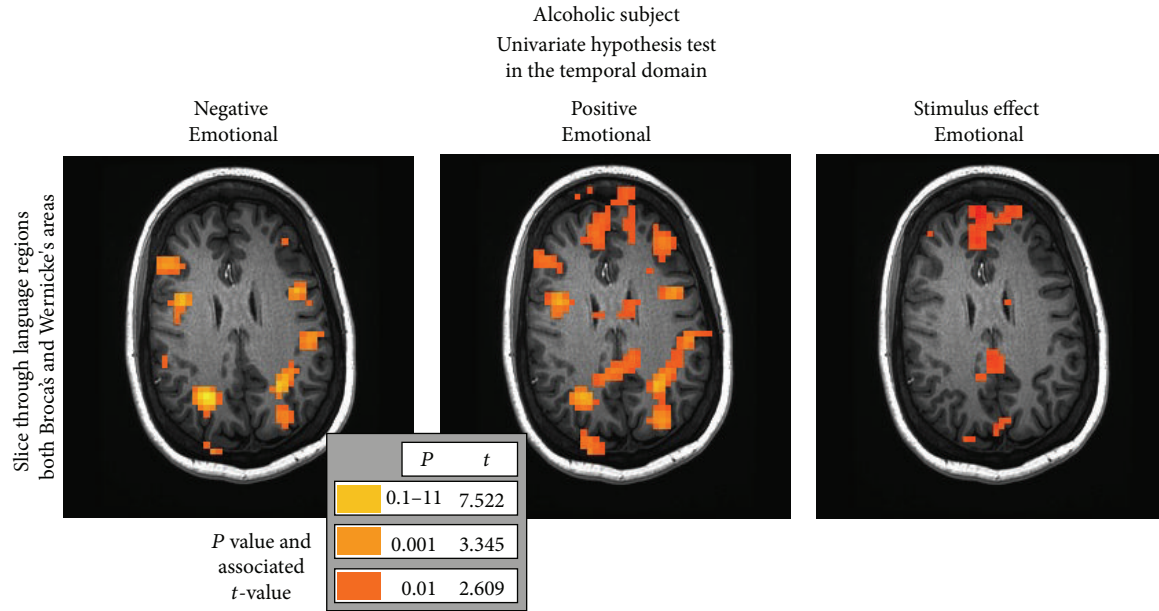 Alcoholic subject
Univariate hypothesis test
in the temporal domain
Negative
Emotional
Positive
Emotional
Stimulus effect
Emotional
Slice through language regions
both Broca's and Wernicke's areas
P t
0.1–11 7.522
0.001 3.345
0.01 2.609
P value and
associated
t-value